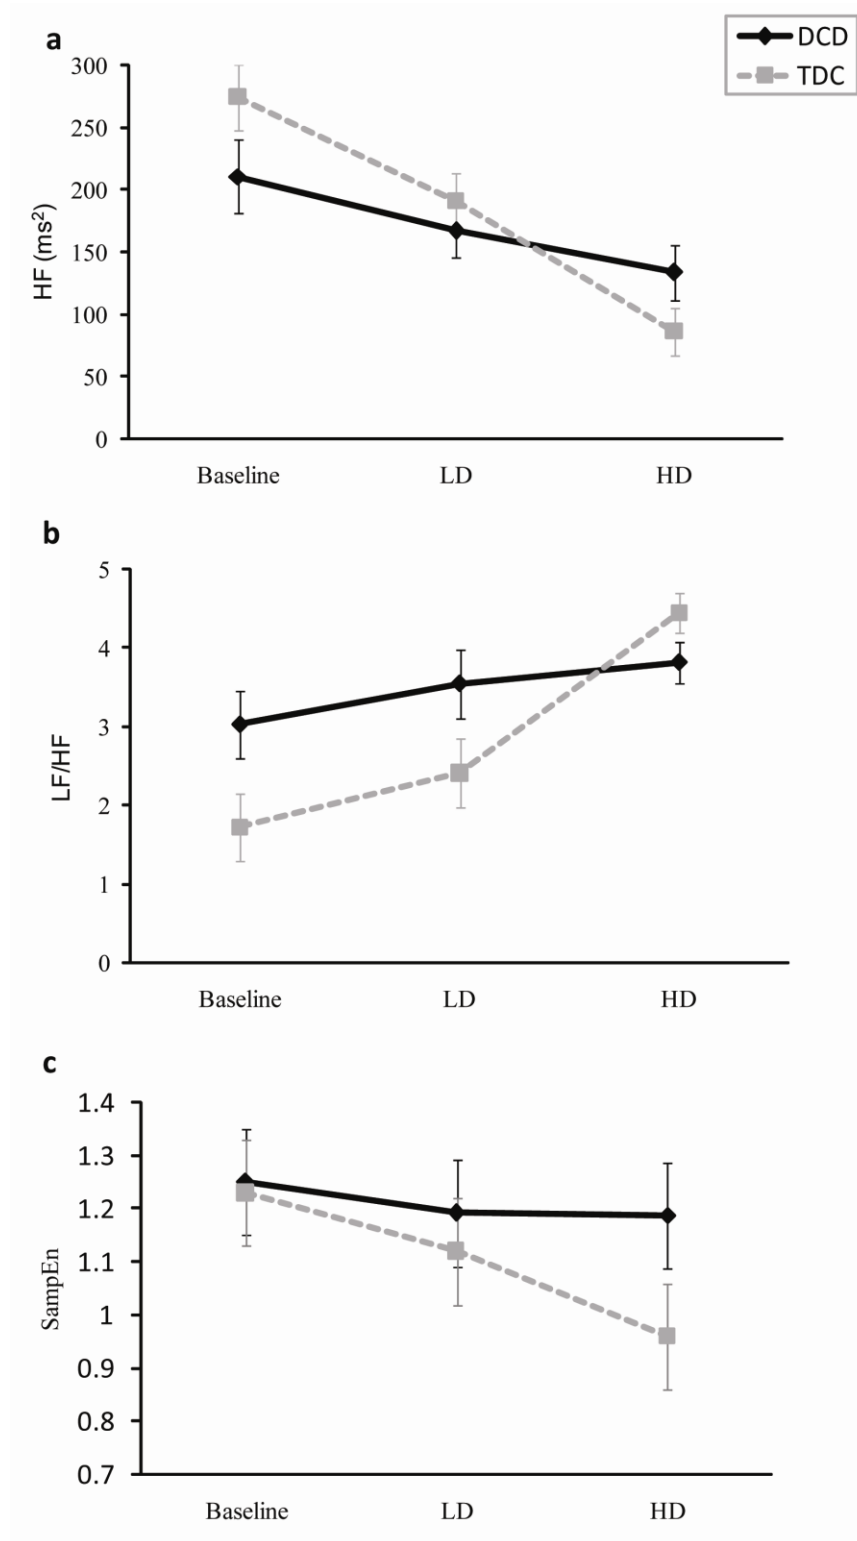 a
DCD
TDC
300
250
200
150
100
50
0
HF (ms²)
Baseline LD HD
b
5
4
3
2
1
0
LF/HF
Baseline LD HD
c
1.4
1.3
1.2
1.1
1
0.9
0.8
0.7
SampEn
Baseline LD HD